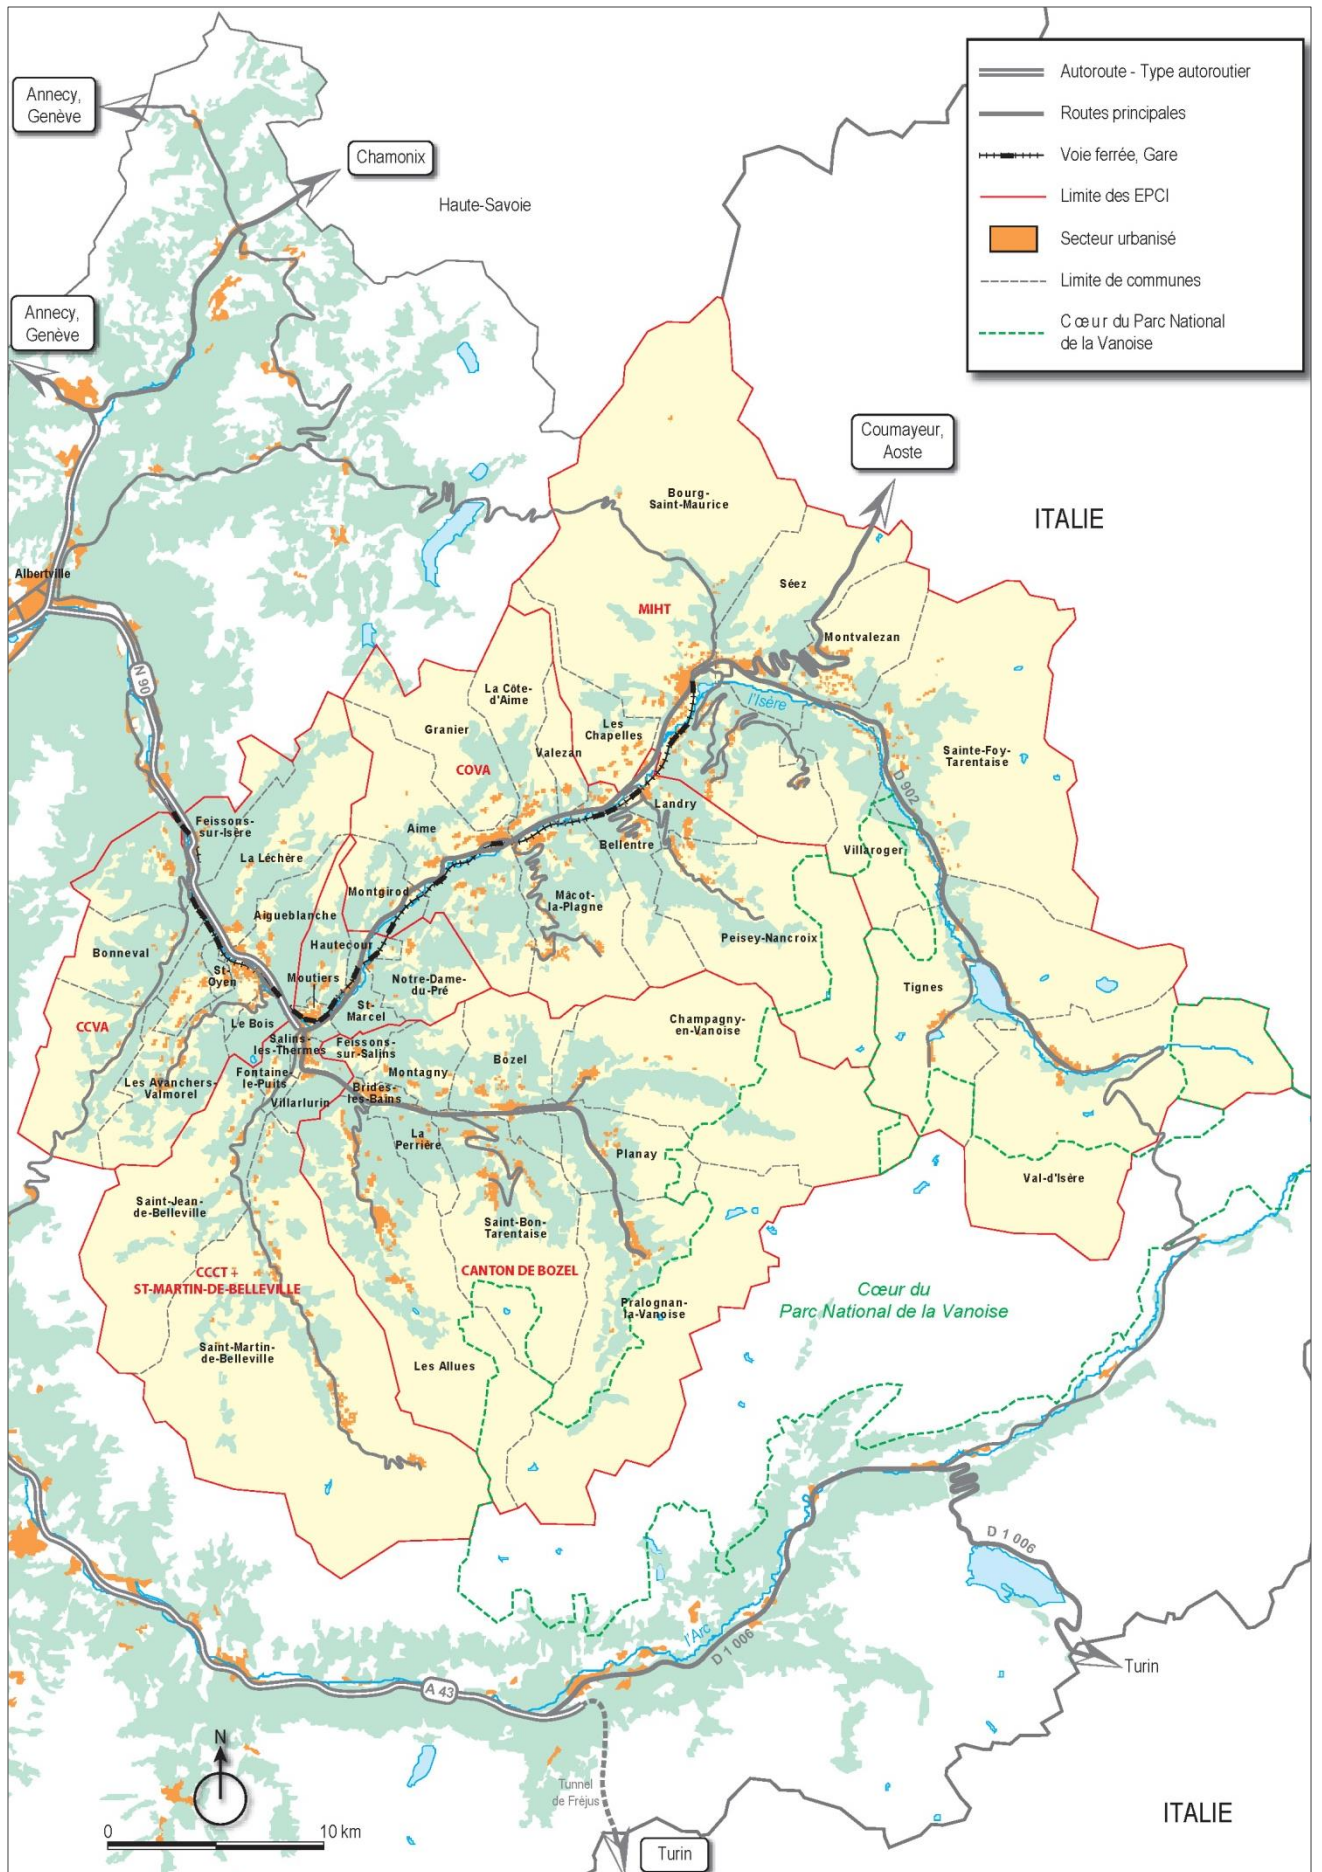 Annecy,
Genève
Chamonix
Haute-Savoie
Annecy,
Genève
Autoroute - Type autoroutier
Routes principales
Voie ferrée, Gare
Limite des EPCI
Secteur urbanisé
Limite de communes
Cœur du Parc National
de la Vanoise
Coumayeur,
Aoste
ITALIE
Bourg-
Saint-Maurice
Séez
MIHT
Montvalezan
Albertville
N 90
l'Isère
La Côte-
d'Aime
Granier
Les
Chapelles
Valezan
COVA
Sainte-Foy-
Tarentaise
D 902
Landry
Feissons-
sur-Isère
Aime
Bellentre
Villaroger
La Léchère
Montgirod
Mâcot-
la-Plagne
Aigueblanche
Hautecour
Peisey-Nancroix
Bonneval
St-
Oyen
Moutiers
Notre-Dame-
du-Pré
Tignes
St-
Marcel
CCVA
Le Bois
Salins-
les-Thermes
Feissons-
sur-Salins
Bozel
Champagny-
en-Vanoise
Fontaine-
le-Puits
Montagny
Les Avanchers-
Valmorel
Brides-
les-Bains
Villarlurin
La
Perrière
Planay
Val-d'Isére
Saint-Jean-
de-Belleville
Saint-Bon-
Tarentaise
CCCT +
ST-MARTIN-DE-BELLEVILLE
CANTON DE BOZEL
Cœur du
Parc National de la Vanoise
Pralognan-
la-Vanoise
Saint-Martin-
de-Belleville
Les Allues
D 1 006
l'Arc
D 1 006
Turin
A 43
N
Tunnel
de Fréjus
0
10 km
ITALIE
Turin